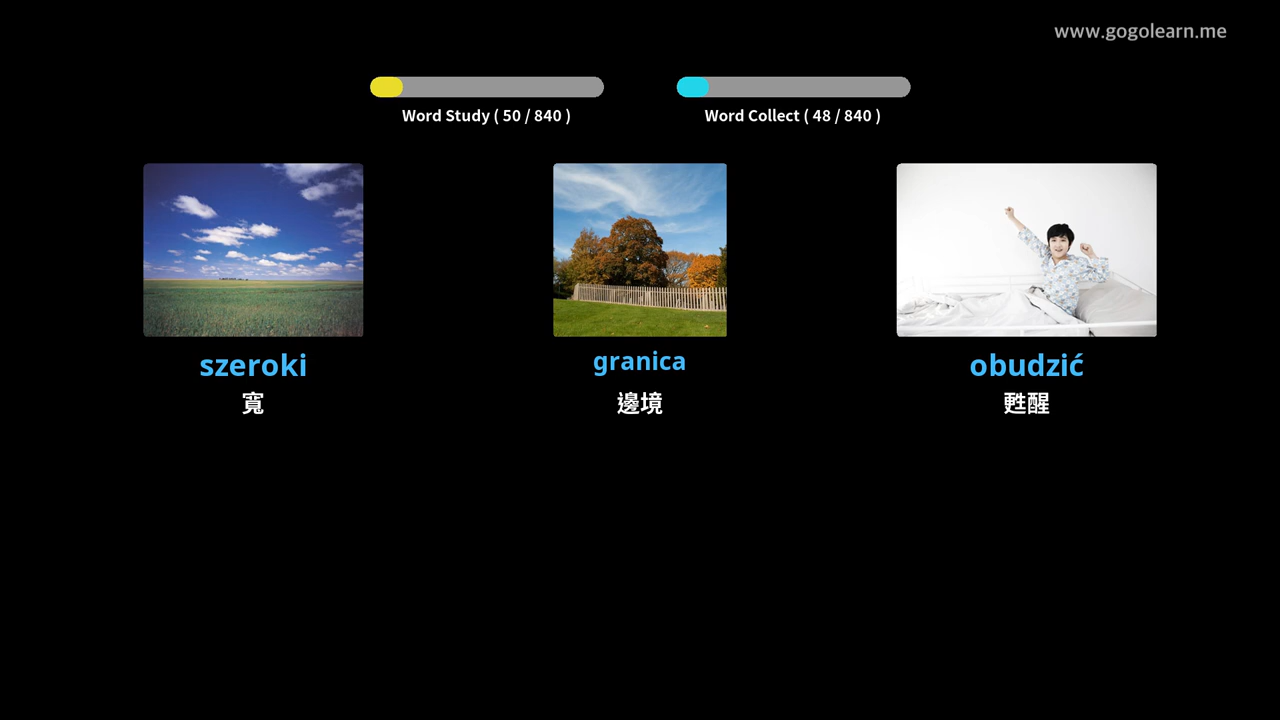 www.gogolearn.me
Word Study ( 50 / 840 )
Word Collect ( 48 / 840 )
szeroki
寬
granica
邊境
obudzić
甦醒